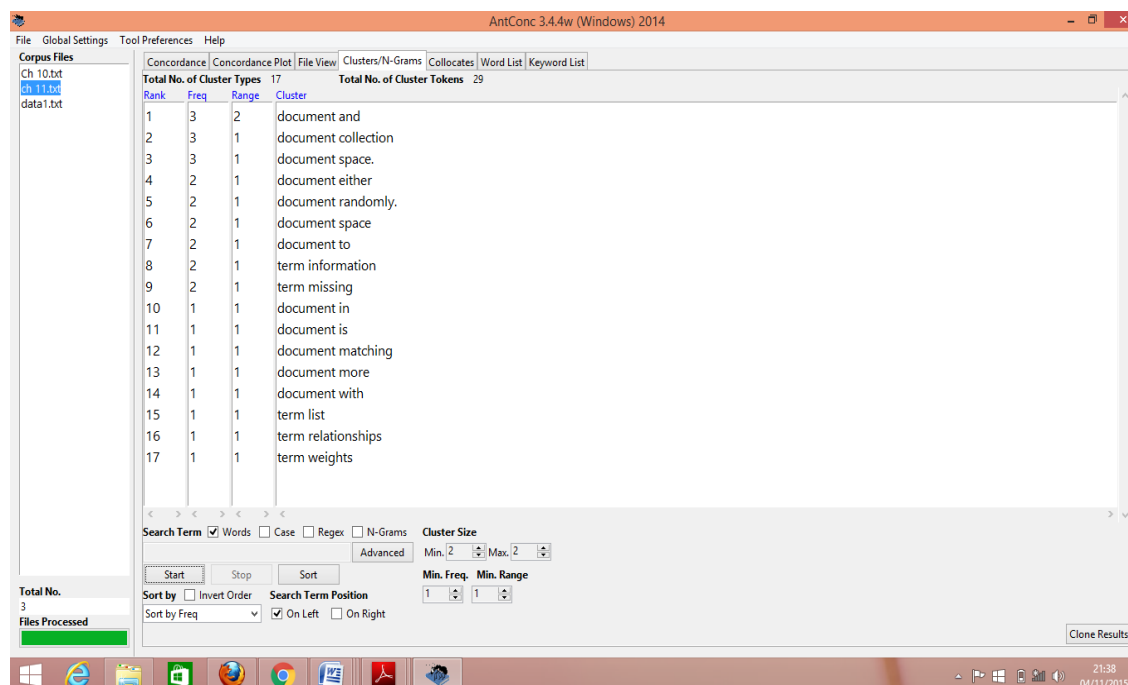 AntConc 3.4.4w (Windows) 2014
File Global Settings Tool Preferences Help
Corpus Files
Ch 10.txt
ch 11.txt
data1.txt
Total No.
3
Files Processed
Concordance Concordance Plot File View Clusters/N-Grams Collocates Word List Keyword List
Total No. of Cluster Types 17 Total No. of Cluster Tokens 29
Rank Freq Range Cluster
1 3 2 document and
2 3 1 document collection
3 3 1 document space.
4 2 1 document either
5 2 1 document randomly.
6 2 1 document space
7 2 1 document to
8 2 1 term information
9 2 1 term missing
10 1 1 document in
11 1 1 document is
12 1 1 document matching
13 1 1 document more
14 1 1 document with
15 1 1 term list
16 1 1 term relationships
17 1 1 term weights
Search Term Words Case Regex N-Grams Cluster Size
Advanced Min. 2 Max. 2
Start Stop Sort Min. Freq. Min. Range
Sort by Invert Order Search Term Position 1 1
Sort by Freq On Left On Right
Clone Results
21:38
04/11/2015